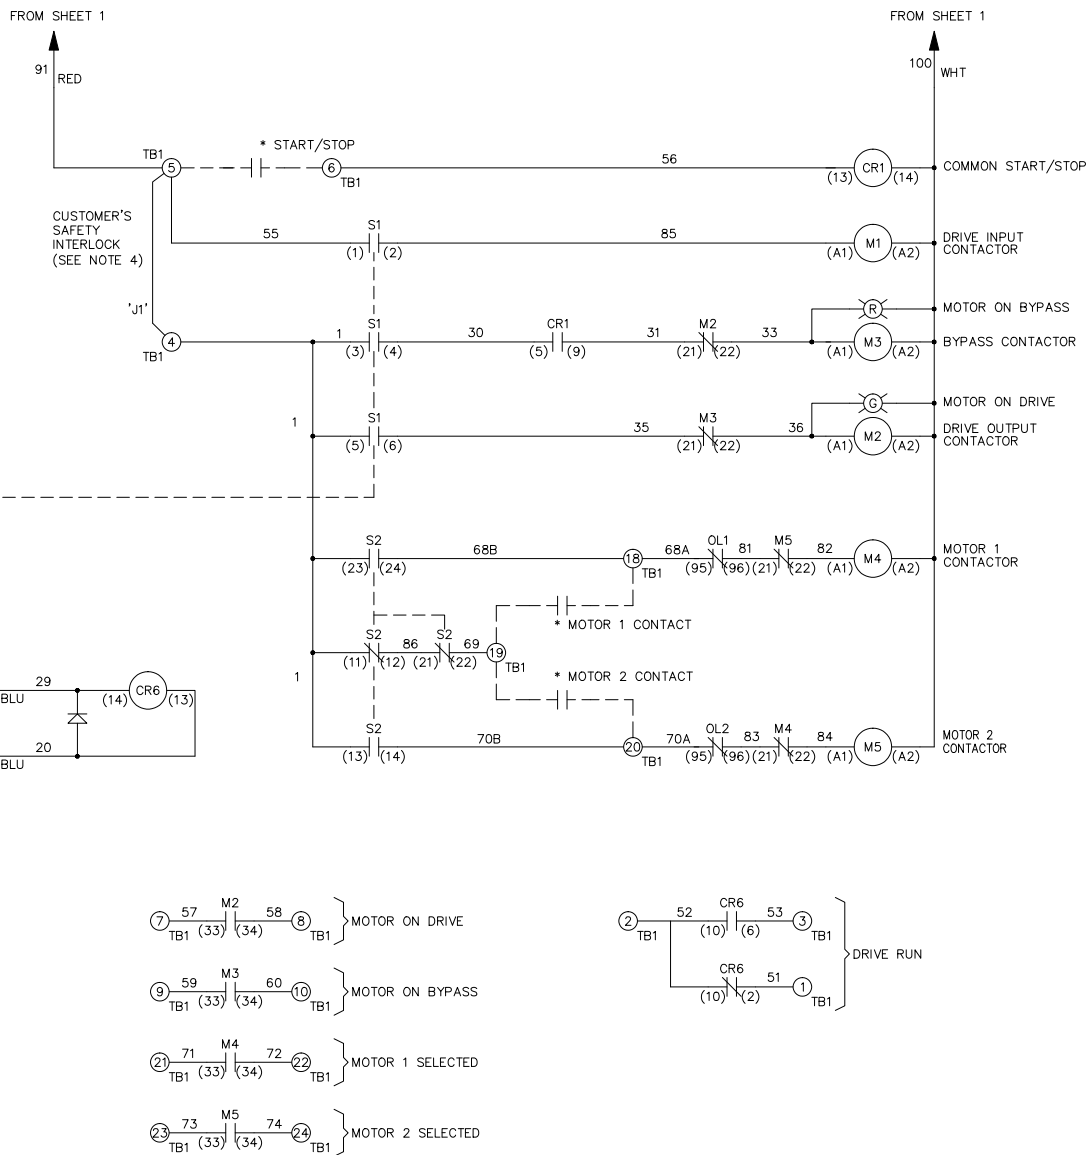 FROM SHEET 1
FROM SHEET 1
91
RED
100
WHT
* START/STOP
TB1
5
6
TB1
56
(13)
CR1
(14)
COMMON START/STOP
CUSTOMER'S
SAFETY
INTERLOCK
(SEE NOTE 4)
55
S1
(1)
(2)
85
(A1)
M1
(A2)
DRIVE INPUT
CONTACTOR
'J1'
R
MOTOR ON BYPASS
TB1
4
1
S1
(3)
(4)
30
CR1
(5)
(9)
31
M2
(21)
(22)
33
(A1)
M3
(A2)
BYPASS CONTACTOR
G
MOTOR ON DRIVE
1
S1
(5)
(6)
35
M3
(21)
(22)
36
(A1)
M2
(A2)
DRIVE OUTPUT
CONTACTOR
S2
(23)
(24)
68B
18
TB1
68A
OL1
(95)
(96)
81
M5
(21)
(22)
82
(A1)
M4
(A2)
MOTOR 1
CONTACTOR
* MOTOR 1 CONTACT
S2
(11)
(12)
86
S2
(21)
(22)
69
19
TB1
1
* MOTOR 2 CONTACT
29
BLU
(14)
CR6
(13)
20
BLU
S2
(13)
(14)
70B
20
TB1
70A
OL2
(95)
(96)
83
M4
(21)
(22)
84
(A1)
M5
(A2)
MOTOR 2
CONTACTOR
7
TB1
57
M2
(33)
(34)
58
8
TB1
MOTOR ON DRIVE
9
TB1
59
M3
(33)
(34)
60
10
TB1
MOTOR ON BYPASS
21
TB1
71
M4
(33)
(34)
72
22
TB1
MOTOR 1 SELECTED
23
TB1
73
M5
(33)
(34)
74
24
TB1
MOTOR 2 SELECTED
2
TB1
52
CR6
(10)
(6)
53
3
TB1
DRIVE RUN
CR6
(10)
(2)
51
1
TB1